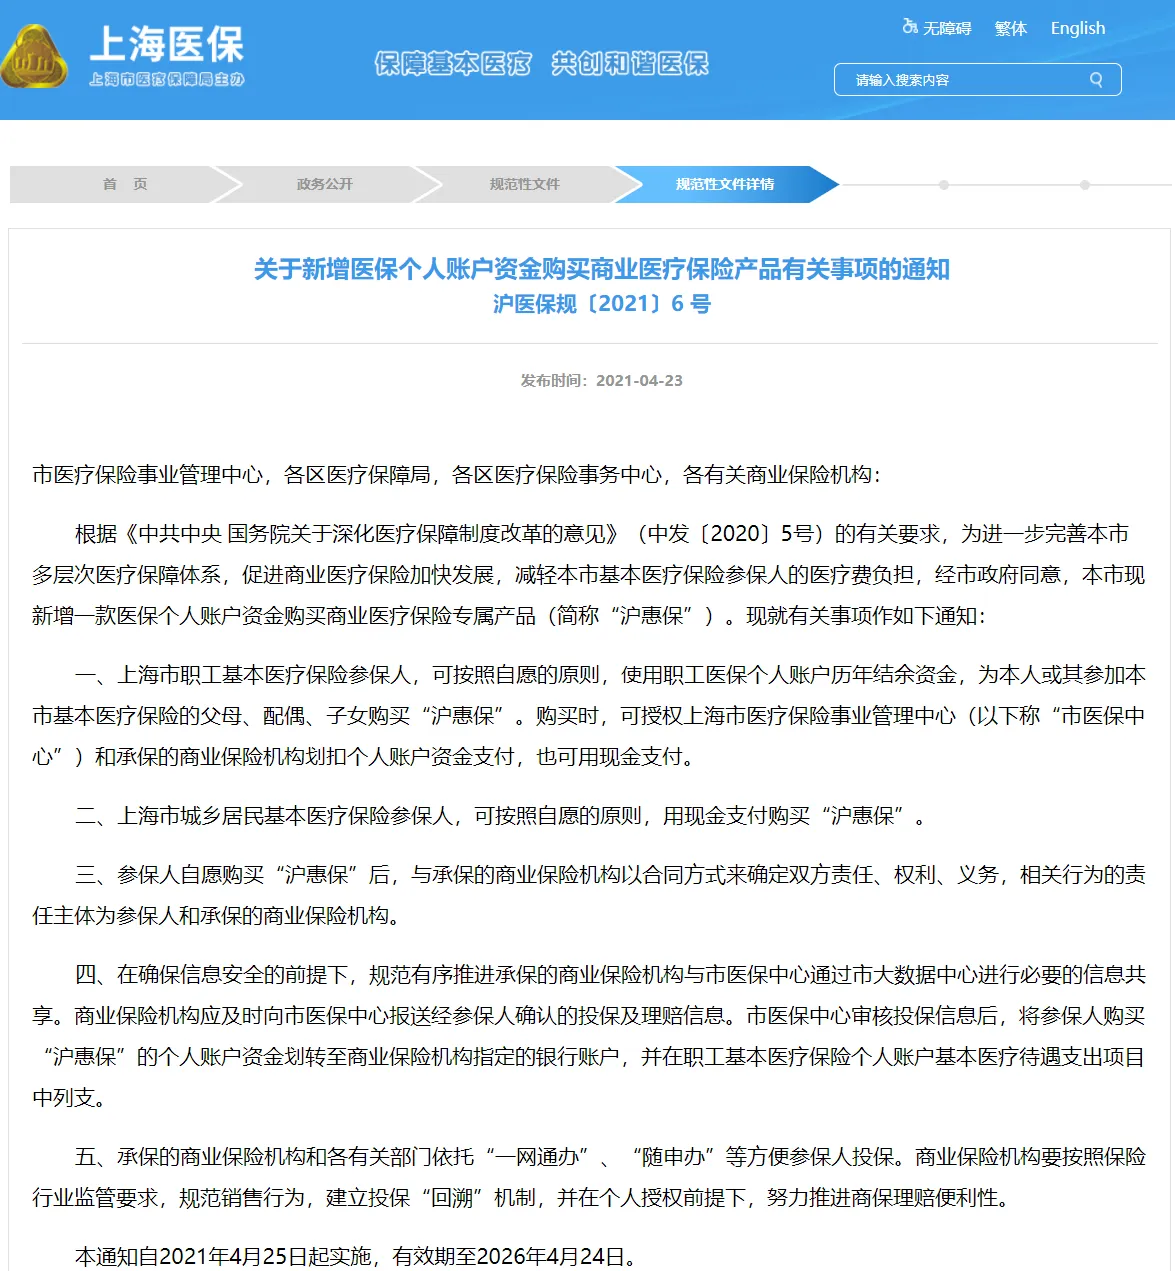 上海医保
上海市医疗保障局主办
保障基本医疗 共创和谐医保
无障碍 繁体 English
请输入搜索内容
首 页 政务公开 规范性文件 规范性文件详情
关于新增医保个人账户资金购买商业医疗保险产品有关事项的通知
沪医保规〔2021〕6 号
发布时间：2021-04-23
市医疗保险事业管理中心，各区医疗保障局，各区医疗保险事务中心，各有关商业保险机构：
根据《中共中央 国务院关于深化医疗保障制度改革的意见》（中发〔2020〕5号）的有关要求，为进一步完善本市
多层次医疗保障体系，促进商业医疗保险加快发展，减轻本市基本医疗保险参保人的医疗费负担，经市政府同意，本市现
新增一款医保个人账户资金购买商业医疗保险专属产品（简称“沪惠保”）。现就有关事项作如下通知：
一、上海市职工基本医疗保险参保人，可按照自愿的原则，使用职工医保个人账户历年结余资金，为本人或其参加本
市基本医疗保险的父母、配偶、子女购买“沪惠保”。购买时，可授权上海市医疗保险事业管理中心（以下称“市医保中
心”）和承保的商业保险机构划扣个人账户资金支付，也可用现金支付。
二、上海市城乡居民基本医疗保险参保人，可按照自愿的原则，用现金支付购买“沪惠保”。
三、参保人自愿购买“沪惠保”后，与承保的商业保险机构以合同方式来确定双方责任、权利、义务，相关行为的责
任主体为参保人和承保的商业保险机构。
四、在确保信息安全的前提下，规范有序推进承保的商业保险机构与市医保中心通过市大数据中心进行必要的信息共
享。商业保险机构应及时向市医保中心报送经参保人确认的投保及理赔信息。市医保中心审核投保信息后，将参保人购买
“沪惠保”的个人账户资金划转至商业保险机构指定的银行账户，并在职工基本医疗保险个人账户基本医疗待遇支出项目
中列支。
五、承保的商业保险机构和各有关部门依托“一网通办”、“随申办”等方便参保人投保。商业保险机构要按照保险
行业监管要求，规范销售行为，建立投保“回溯”机制，并在个人授权前提下，努力推进商保理赔便利性。
本通知自2021年4月25日起实施，有效期至2026年4月24日。